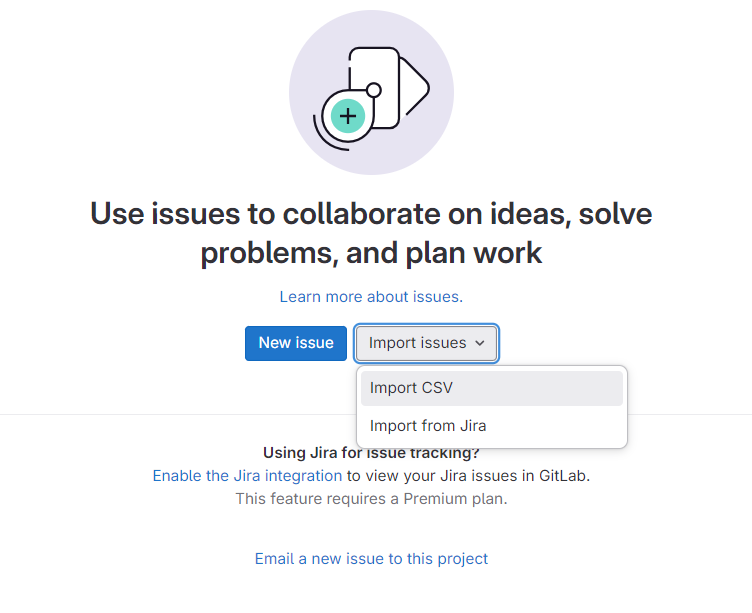 Use issues to collaborate on ideas, solve
problems, and plan work
Learn more about issues.
New issue
Import issues
Import CSV
Import from Jira
Using Jira for issue tracking?
Enable the Jira integration to view your Jira issues in GitLab.
This feature requires a Premium plan.
Email a new issue to this project